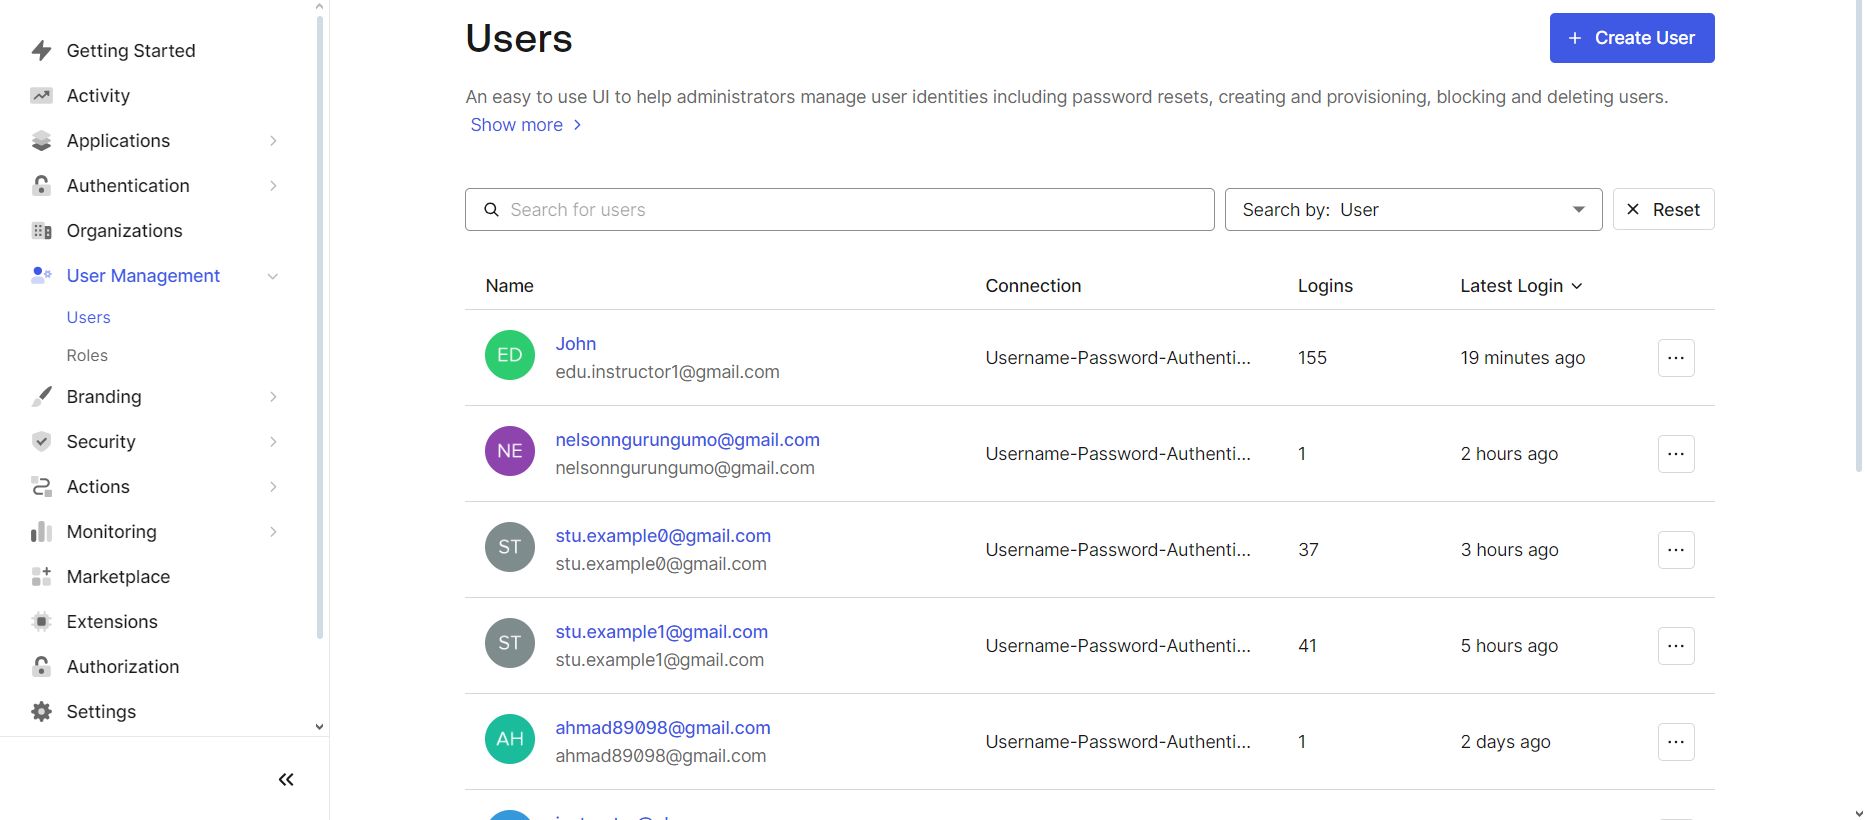 Getting Started
Activity
Applications
Authentication
Organizations
User Management
Users
Roles
Branding
Security
Actions
Monitoring
Marketplace
Extensions
Authorization
Settings
Users
+ Create User
An easy to use UI to help administrators manage user identities including password resets, creating and provisioning, blocking and deleting users.
Show more
Search for users
Search by: User
Reset
Name Connection Logins Latest Login
ED John Username-Password-Authenti... 155 19 minutes ago ...
edu.instructor1@gmail.com
NE nelsonngurungumo@gmail.com Username-Password-Authenti... 1 2 hours ago ...
nelsonngurungumo@gmail.com
ST stu.example0@gmail.com Username-Password-Authenti... 37 3 hours ago ...
stu.example0@gmail.com
ST stu.example1@gmail.com Username-Password-Authenti... 41 5 hours ago ...
stu.example1@gmail.com
AH ahmad89098@gmail.com Username-Password-Authenti... 1 2 days ago ...
ahmad89098@gmail.com